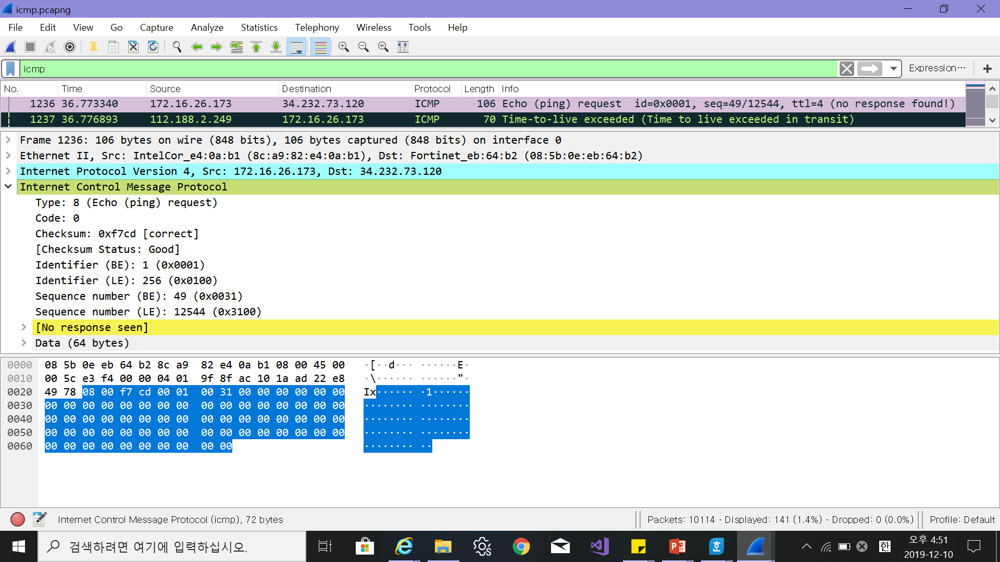 icmp.pcapng
File Edit View Go Capture Analyze Statistics Telephony Wireless Tools Help
icmp Expression…
No. Time Source Destination Protocol Length Info
1236 36.773340 172.16.26.173 34.232.73.120 ICMP 106 Echo (ping) request id=0x0001, seq=49/12544, ttl=4 (no response found!)
1237 36.776893 112.188.2.249 172.16.26.173 ICMP 70 Time-to-live exceeded (Time to live exceeded in transit)
Frame 1236: 106 bytes on wire (848 bits), 106 bytes captured (848 bits) on interface 0
Ethernet II, Src: IntelCor_e4:0a:b1 (8c:a9:82:e4:0a:b1), Dst: Fortinet_eb:64:b2 (08:5b:0e:eb:64:b2)
Internet Protocol Version 4, Src: 172.16.26.173, Dst: 34.232.73.120
Internet Control Message Protocol
Type: 8 (Echo (ping) request)
Code: 0
Checksum: 0xf7cd [correct]
[Checksum Status: Good]
Identifier (BE): 1 (0x0001)
Identifier (LE): 256 (0x0100)
Sequence number (BE): 49 (0x0031)
Sequence number (LE): 12544 (0x3100)
[No response seen]
Data (64 bytes)
0000 08 5b 0e eb 64 b2 8c a9 82 e4 0a b1 08 00 45 00 ·[··d··· ······E·
0010 00 5c e3 f4 00 00 04 01 9f 8f ac 10 1a ad 22 e8 ·\······ ······"·
0020 49 78 08 00 f7 cd 00 01 00 31 00 00 00 00 00 00 Ix······ ·1······
0030 00 00 00 00 00 00 00 00 00 00 00 00 00 00 00 00 ········ ········
0040 00 00 00 00 00 00 00 00 00 00 00 00 00 00 00 00 ········ ········
0050 00 00 00 00 00 00 00 00 00 00 00 00 00 00 00 00 ········ ········
0060 00 00 00 00 00 00 00 00 00 00 ········ ··
Internet Control Message Protocol (icmp), 72 bytes Packets: 10114 · Displayed: 141 (1.4%) · Dropped: 0 (0.0%) Profile: Default
검색하려면 여기에 입력하십시오. 호 한 오후 4:51
2019-12-10